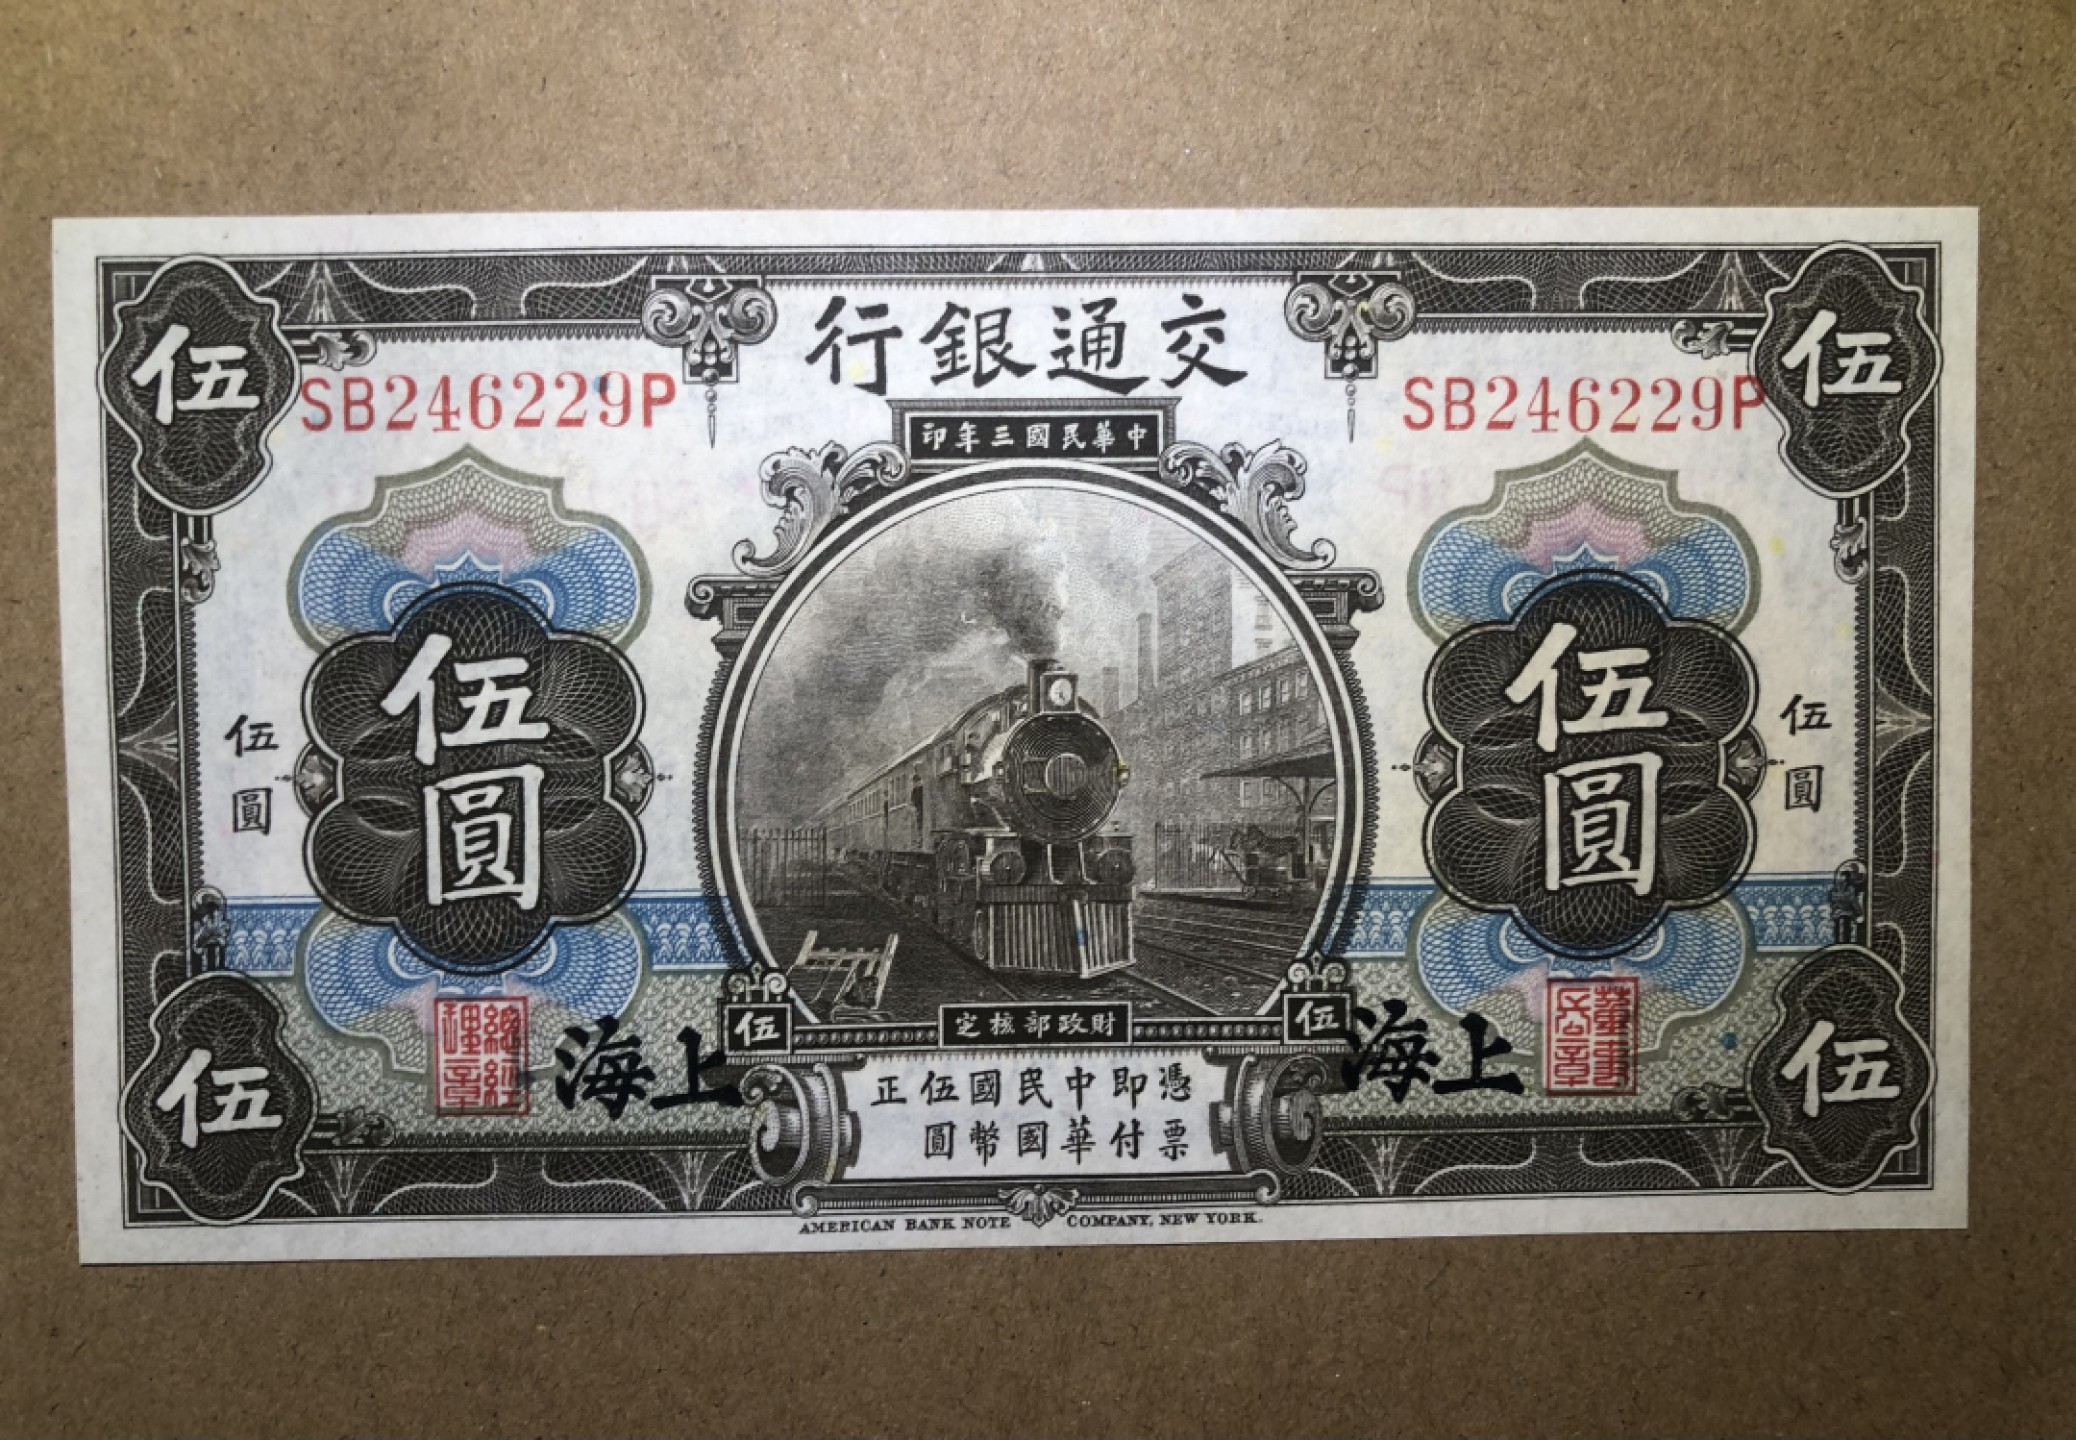 交通銀行
伍
伍
SB246229P
SB246229P
中華民國三年印
伍圓
伍圓
伍圓
伍圓
財政部核定
伍
伍
上海
上海
總經理章
董事長章
憑票即付中華民國國幣伍圓正
伍
伍
AMERICAN BANK NOTE COMPANY, NEW YORK.